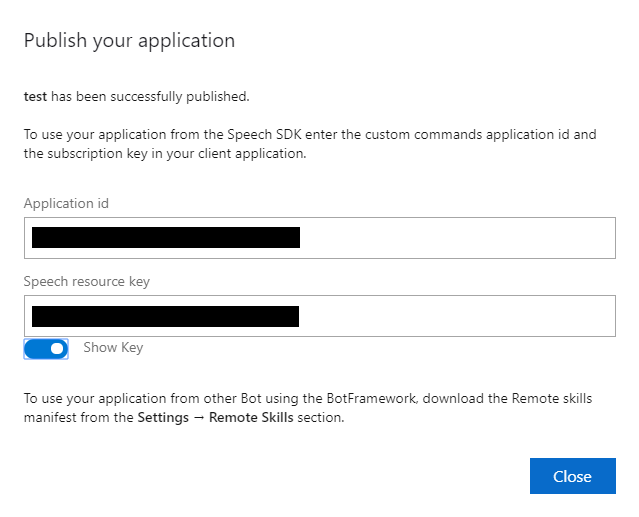 Publish your application
test has been successfully published.
To use your application from the Speech SDK enter the custom commands application id and
the subscription key in your client application.
Application id
Speech resource key
Show Key
To use your application from other Bot using the BotFramework, download the Remote skills
manifest from the Settings → Remote Skills section.
Close